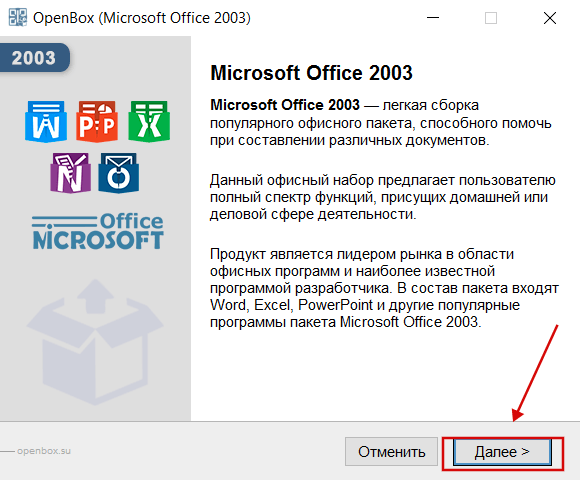 OpenBox (Microsoft Office 2003)
2003
W P:P X
N O
Office
MICROSOFT
Microsoft Office 2003
Microsoft Office 2003 — легкая сборка
популярного офисного пакета, способного помочь
при составлении различных документов.
Данный офисный набор предлагает пользователю
полный спектр функций, присущих домашней или
деловой сфере деятельности.
Продукт является лидером рынка в области
офисных программ и наиболее известной
программой разработчика. В состав пакета входят
Word, Excel, PowerPoint и другие популярные
программы пакета Microsoft Office 2003.
openbox.su
Отменить
Далее >